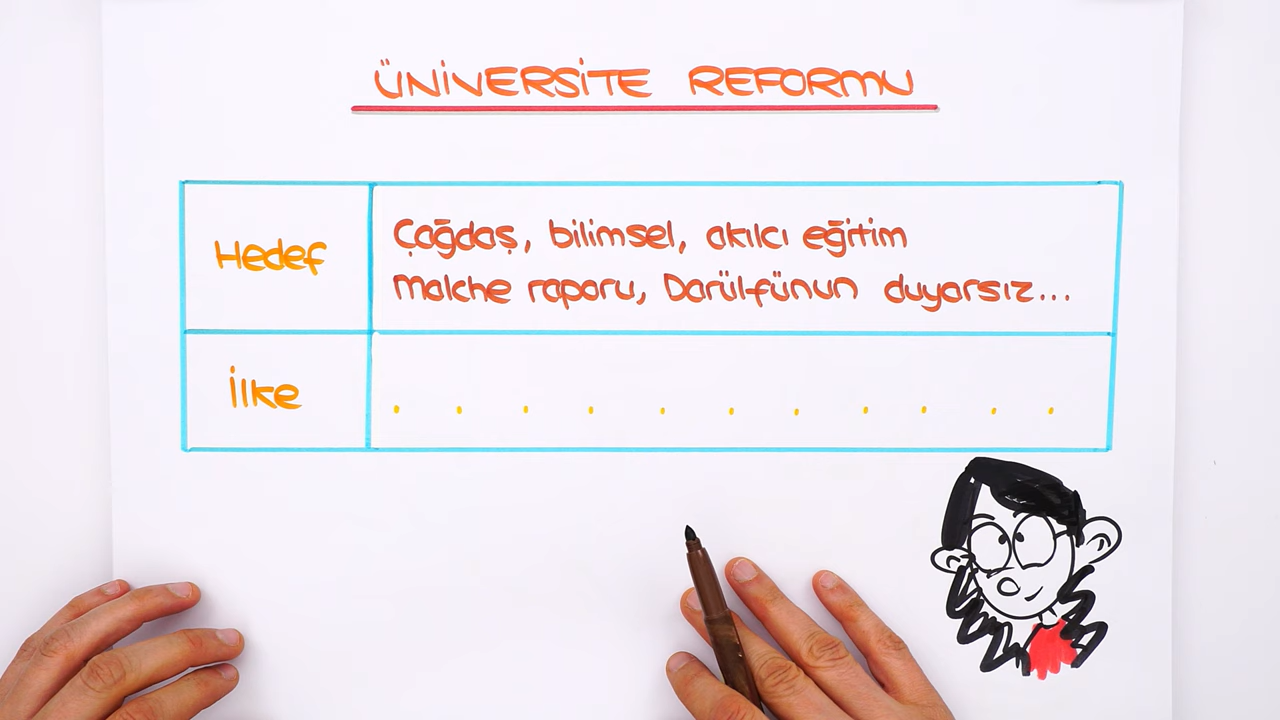 ÜNİVERSİTE REFORMU
Hedef
Çağdaş, bilimsel, akılcı eğitim
Malche raporu, Darülfünun duyarsız...
İlke
. . . . . . . . . . .